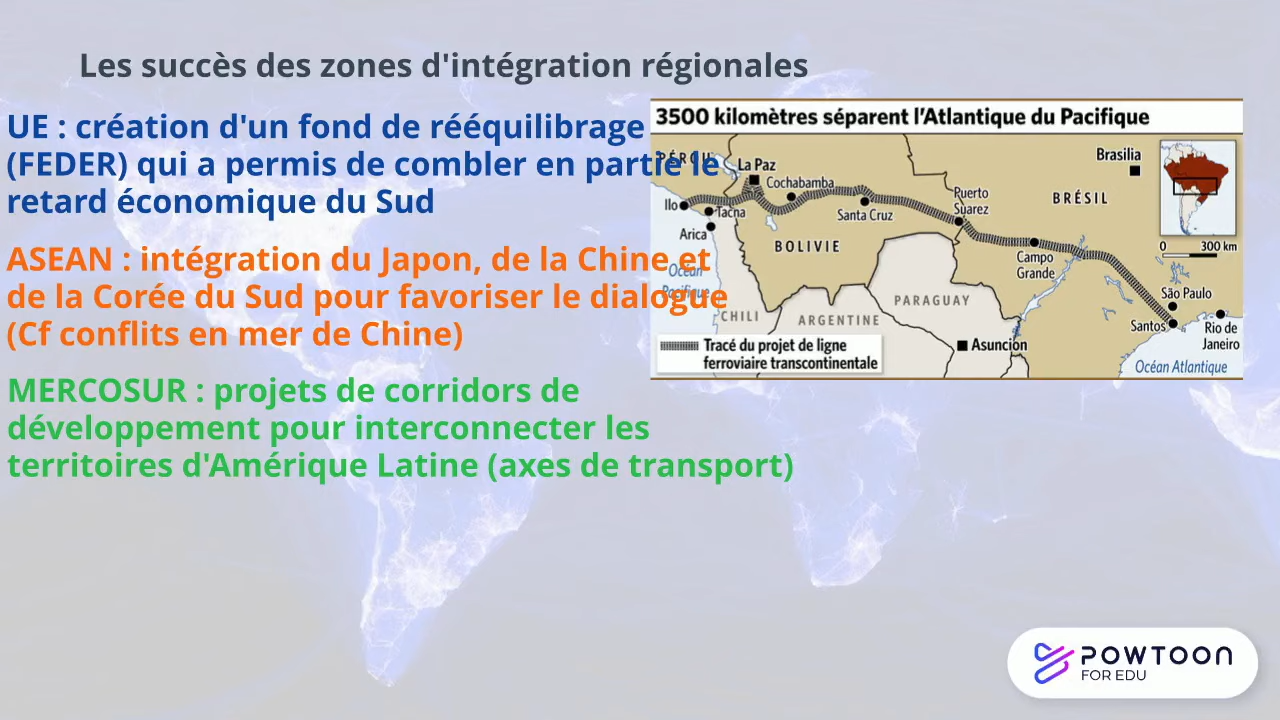 Les succès des zones d'intégration régionales
UE : création d'un fond de rééquilibrage
(FEDER) qui a permis de combler en partie le
retard économique du Sud
ASEAN : intégration du Japon, de la Chine et
de la Corée du Sud pour favoriser le dialogue
(Cf conflits en mer de Chine)
MERCOSUR : projets de corridors de
développement pour interconnecter les
territoires d'Amérique Latine (axes de transport)
3500 kilomètres séparent l'Atlantique du Pacifique
PÉROU
La Paz
Cochabamba
Ilo
Tacna
Arica
Santa Cruz
Puerto
Suarez
Brasilia
BRÉSIL
BOLIVIE
0 300 km
Campo
Grande
Océan
Pacifique
PARAGUAY
São Paulo
CHILI
ARGENTINE
Santos
Rio de
Janeiro
Asuncion
Tracé du projet de ligne
ferroviaire transcontinentale
Océan Atlantique
POWTOON
FOR EDU